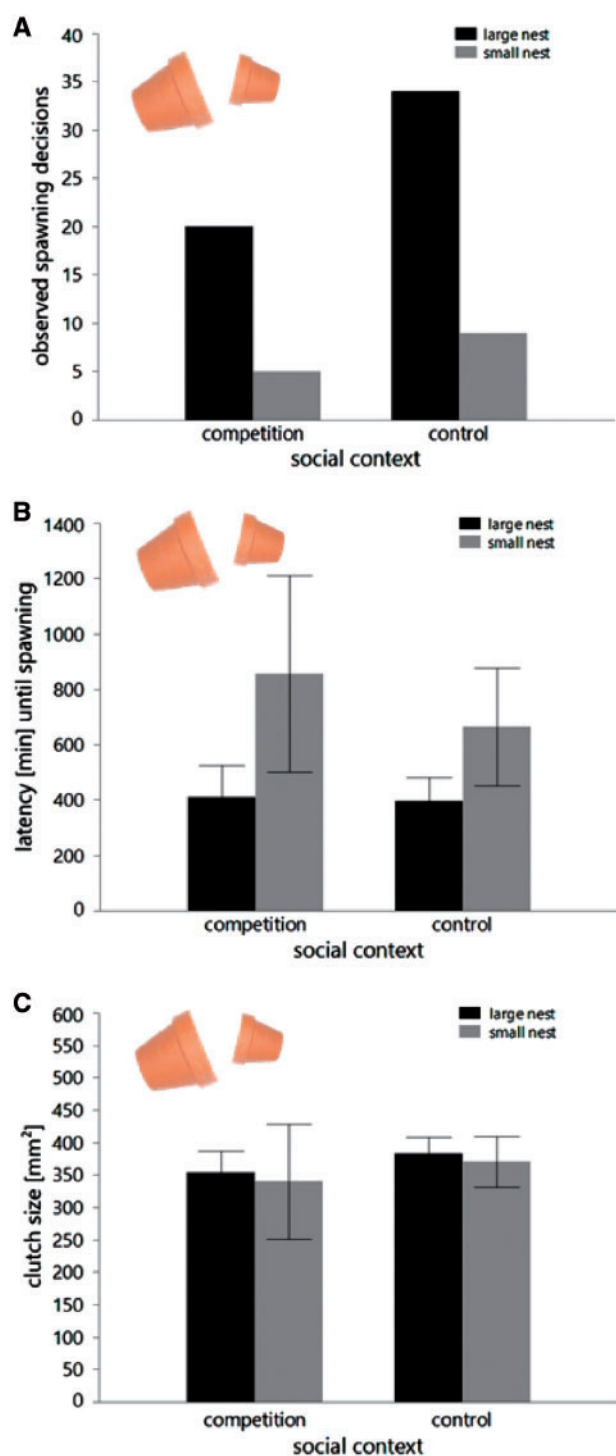 A
40
35
30
25
20
15
10
5
0
observed spawning decisions
large nest
small nest
competition
control
social context
B
1400
1200
1000
800
600
400
200
0
latency [min] until spawning
large nest
small nest
competition
control
social context
C
600
550
500
450
400
350
300
250
200
150
100
50
0
clutch size [mm²]
large nest
small nest
competition
control
social context